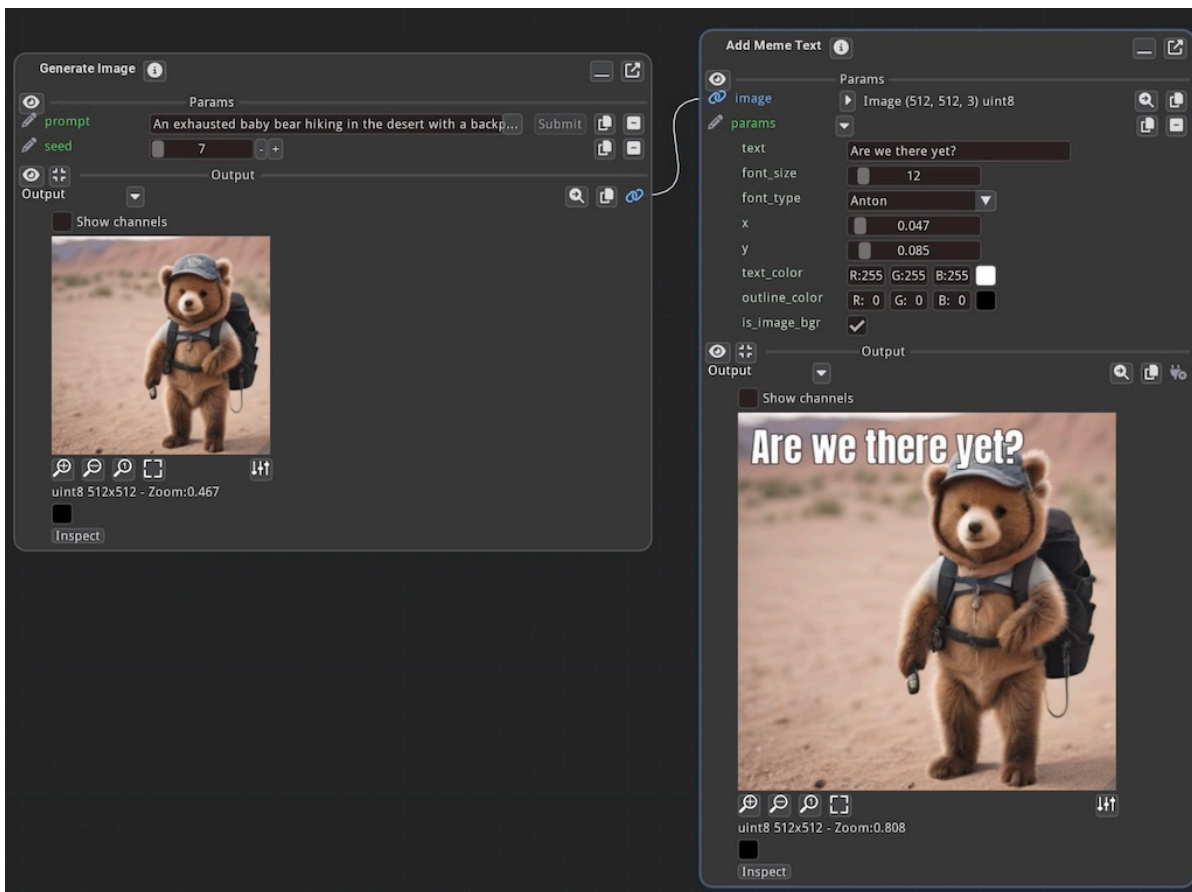 Generate Image
Params
prompt An exhausted baby bear hiking in the desert with a backp... Submit
seed 7 - +
Output
Output
Show channels
uint8 512x512 - Zoom:0.467
Inspect
Add Meme Text
Params
image Image (512, 512, 3) uint8
params
text Are we there yet?
font_size 12
font_type Anton
x 0.047
y 0.085
text_color R:255 G:255 B:255
outline_color R: 0 G: 0 B: 0
is_image_bgr
Output
Output
Show channels
Are we there yet?
uint8 512x512 - Zoom:0.808
Inspect